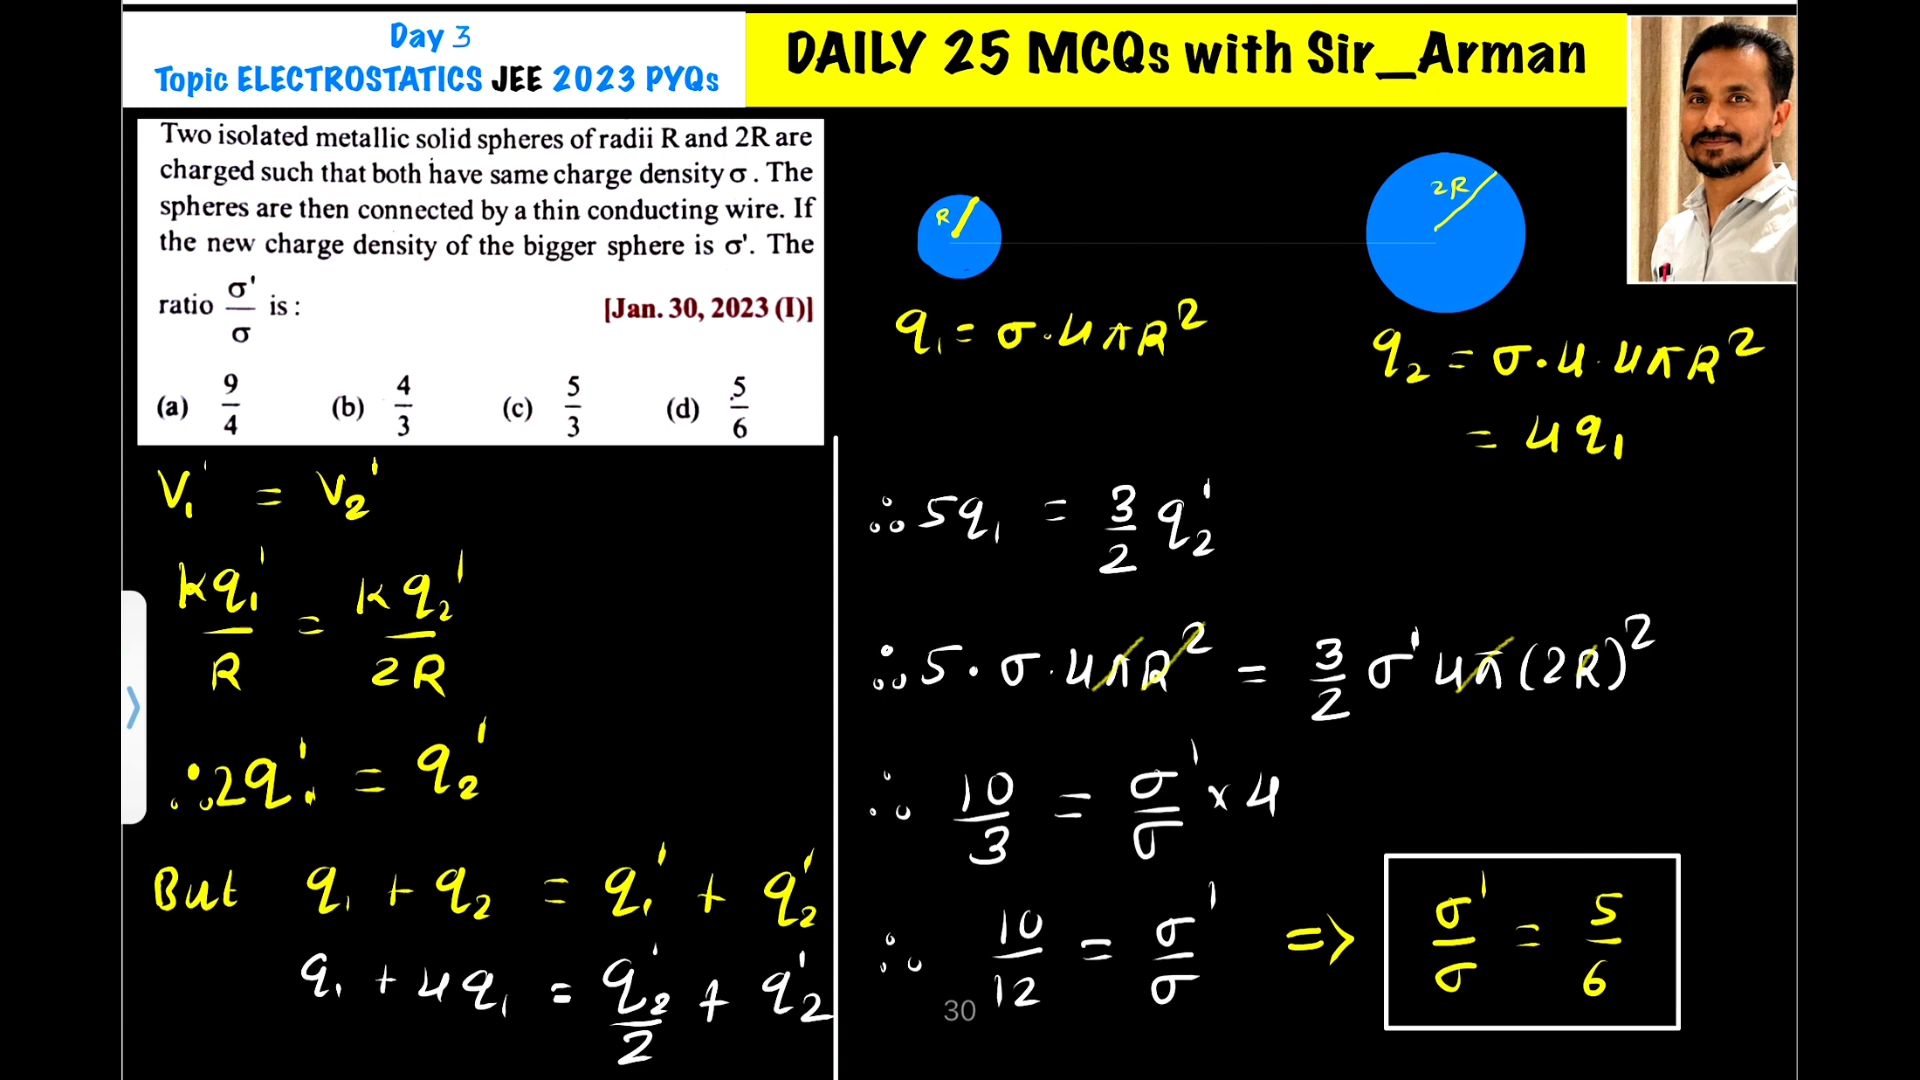 Day 3
Topic ELECTROSTATICS JEE 2023 PYQs
DAILY 25 MCQs with Sir_Arman
Two isolated metallic solid spheres of radii R and 2R are
charged such that both have same charge density σ. The
spheres are then connected by a thin conducting wire. If
the new charge density of the bigger sphere is σ'. The
ratio σ'/σ is : [Jan. 30, 2023 (I)]
(a) 9/4 (b) 4/3 (c) 5/3 (d) 5/6
R
2R
q₁ = σ·4πR²
q₂ = σ·4·4πR²
= 4q₁
V₁' = V₂'
kq₁'/R = kq₂'/2R
∴ 2q₁' = q₂'
But q₁ + q₂ = q₁' + q₂'
q₁ + 4q₁ = q₂'/2 + q₂'
∴ 5q₁ = 3/2 q₂'
∴ 5·σ·4πR² = 3/2 σ' 4π(2R)²
∴ 10/3 = σ'/σ × 4
∴ 10/12 = σ'/σ => σ'/σ = 5/6
30